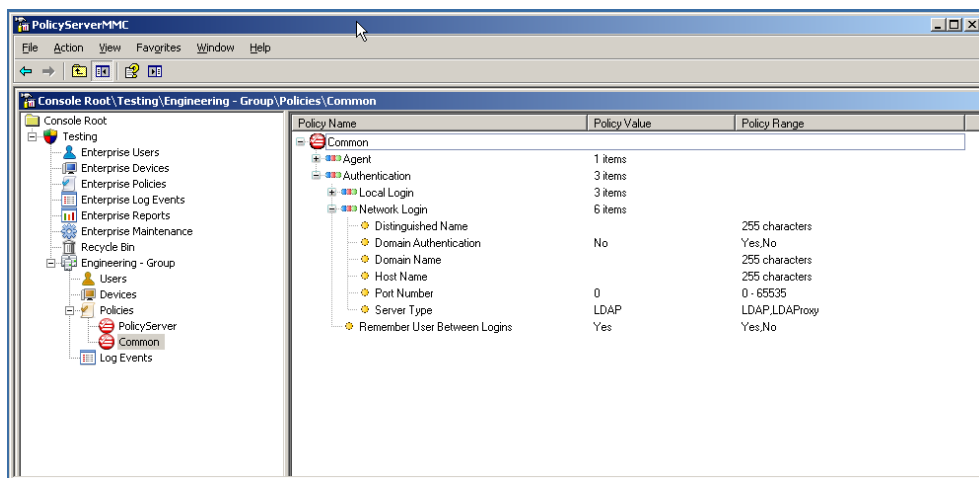 PolicyServerMMC
File Action View Favorites Window Help
Console Root\Testing\Engineering - Group\Policies\Common
Console Root
Testing
Enterprise Users
Enterprise Devices
Enterprise Policies
Enterprise Log Events
Enterprise Reports
Enterprise Maintenance
Recycle Bin
Engineering - Group
Users
Devices
Policies
PolicyServer
Common
Log Events
Policy Name Policy Value Policy Range
Common
Agent 1 items
Authentication 3 items
Local Login 3 items
Network Login 6 items
Distinguished Name 255 characters
Domain Authentication No Yes,No
Domain Name 255 characters
Host Name 255 characters
Port Number 0 0 - 65535
Server Type LDAP LDAP,LDAProxy
Remember User Between Logins Yes Yes,No